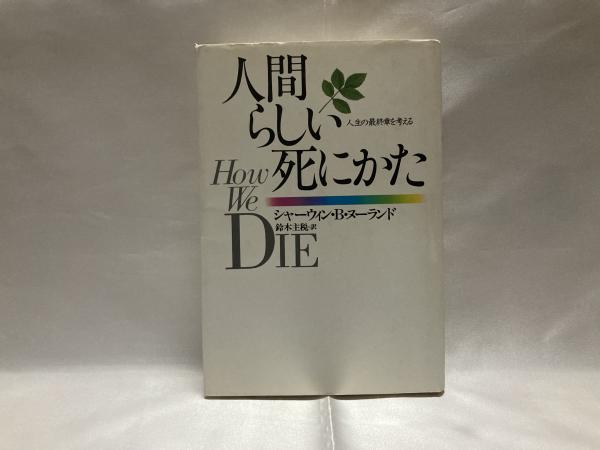 人間
らしい
人生の最終章を考える
死にかた
How
We
DIE
シャーウィン・B・ヌーランド
鈴木主税・訳